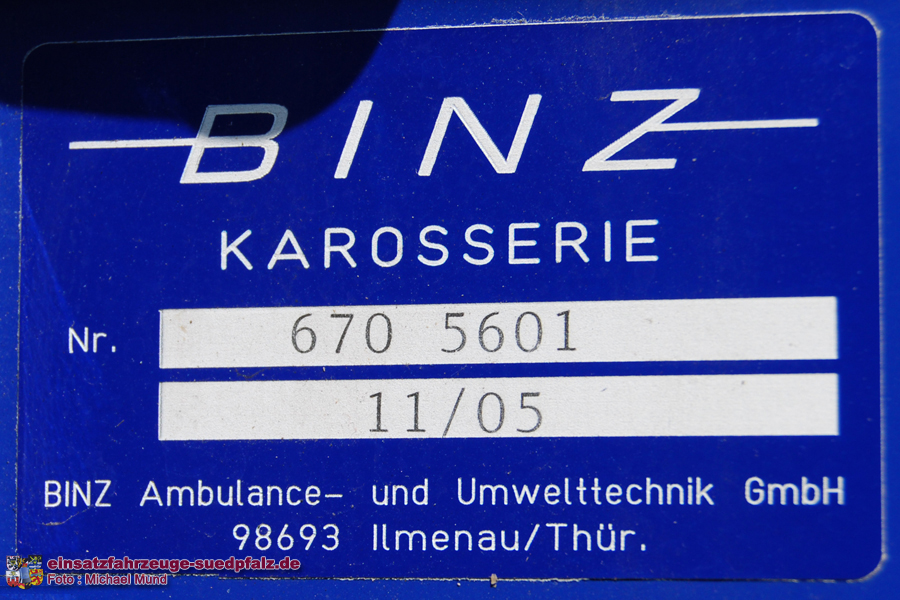 BINZ
KAROSSERIE
Nr. 670 5601
11/05
BINZ Ambulance- und Umwelttechnik GmbH
98693 Ilmenau/Thür.
einsatzfahrzeuge-suedpfalz.de
Foto : Michael Mund